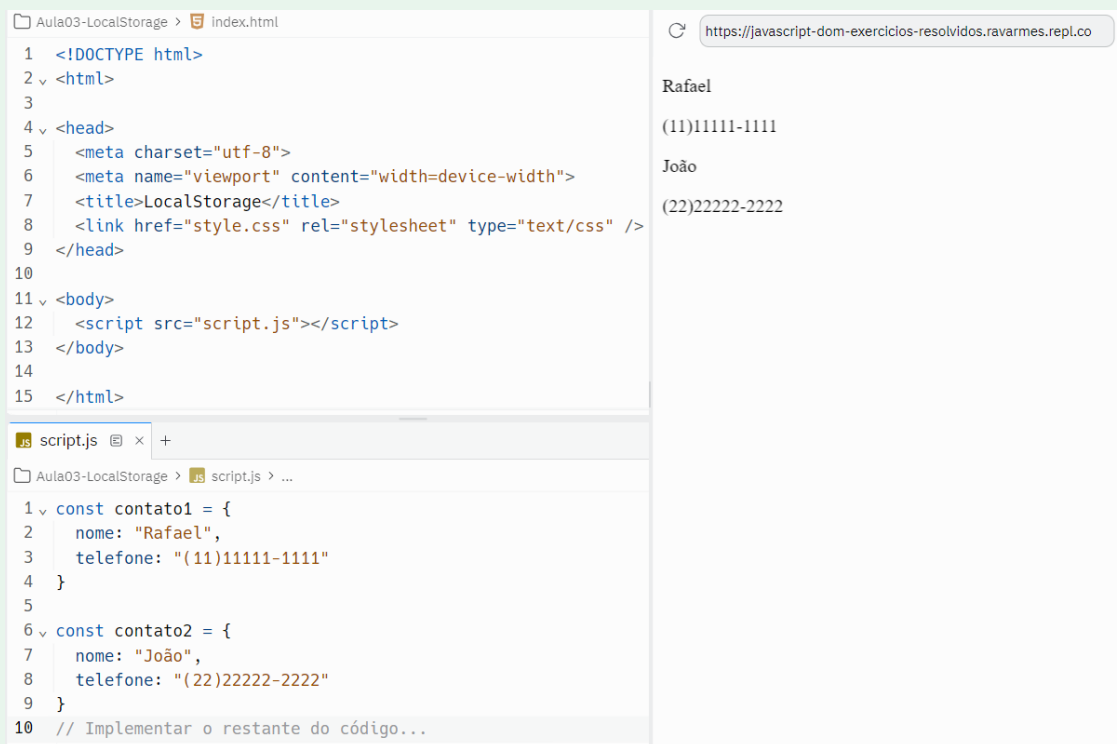 Aula03-LocalStorage > index.html
1 <!DOCTYPE html>
2 <html>
3
4 <head>
5 <meta charset="utf-8">
6 <meta name="viewport" content="width=device-width">
7 <title>LocalStorage</title>
8 <link href="style.css" rel="stylesheet" type="text/css" />
9 </head>
10
11 <body>
12 <script src="script.js"></script>
13 </body>
14
15 </html>
JS script.js × +
Aula03-LocalStorage > JS script.js > ...
1 const contato1 = {
2 nome: "Rafael",
3 telefone: "(11)11111-1111"
4 }
5
6 const contato2 = {
7 nome: "João",
8 telefone: "(22)22222-2222"
9 }
10 // Implementar o restante do código...
https://javascript-dom-exercicios-resolvidos.ravarmes.repl.co
Rafael
(11)11111-1111
João
(22)22222-2222